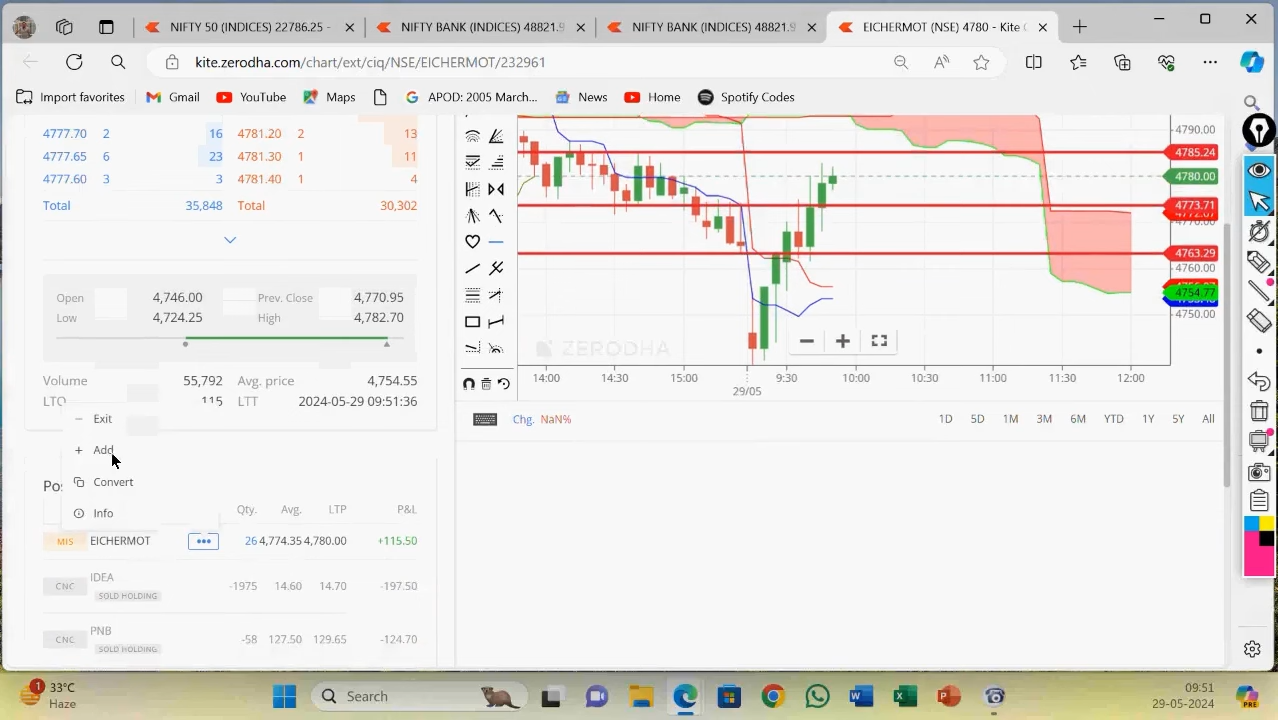 NIFTY 50 (INDICES) 22786.25 -
NIFTY BANK (INDICES) 48821.9
NIFTY BANK (INDICES) 48821.9
EICHERMOT (NSE) 4780 - Kite C
kite.zerodha.com/chart/ext/ciq/NSE/EICHERMOT/232961
Import favorites
Gmail
YouTube
Maps
APOD: 2005 March...
News
Home
Spotify Codes
4777.70 2 16 4781.20 2 13
4777.65 6 23 4781.30 1 11
4777.60 3 3 4781.40 1 4
Total 35,848 Total 30,302
Open 4,746.00 Prev. Close 4,770.95
Low 4,724.25 High 4,782.70
Volume 55,792 Avg. price 4,754.55
LTQ 115 LTT 2024-05-29 09:51:36
Exit
Add
Convert
Info
Pos
Qty. Avg. LTP P&L
MIS EICHERMOT ••• 26 4,774.35 4,780.00 +115.50
CNC IDEA -1975 14.60 14.70 -197.50
SOLD HOLDING
CNC PNB -58 127.50 129.65 -124.70
SOLD HOLDING
4790.00
4785.24
4780.00
4773.71
4770.00
4763.29
4760.00
4754.77
4750.00
ZERODHA
14:00 14:30 15:00 9:30 10:00 10:30 11:00 11:30 12:00
29/05
Chg. NaN%
1D 5D 1M 3M 6M YTD 1Y 5Y All
1
33°C
Haze
Search
09:51
29-05-2024
PRE